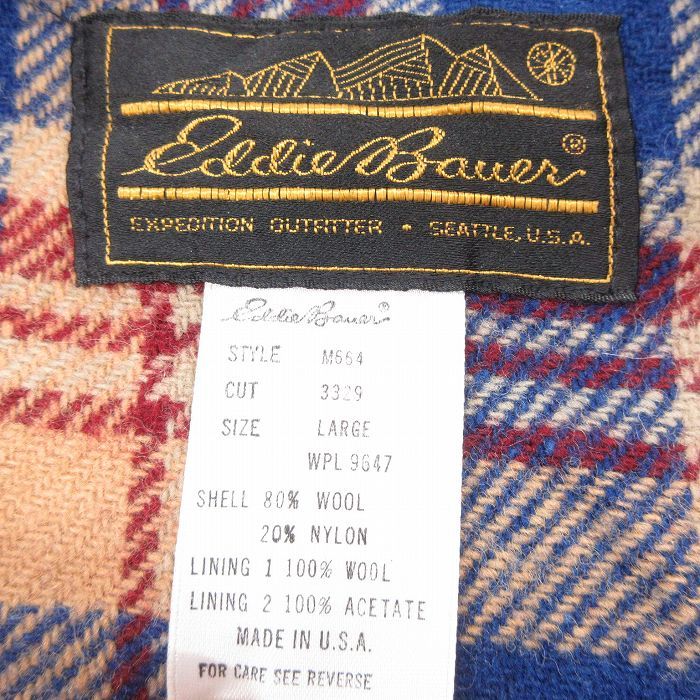 Eddie Bauer®
EXPEDITION OUTFITTER • SEATTLE, U.S.A.
Eddie Bauer®
STYLE M664
CUT 3329
SIZE LARGE
WPL 9647
SHELL 80% WOOL
20% NYLON
LINING 1 100% WOOL
LINING 2 100% ACETATE
MADE IN U.S.A.
FOR CARE SEE REVERSE